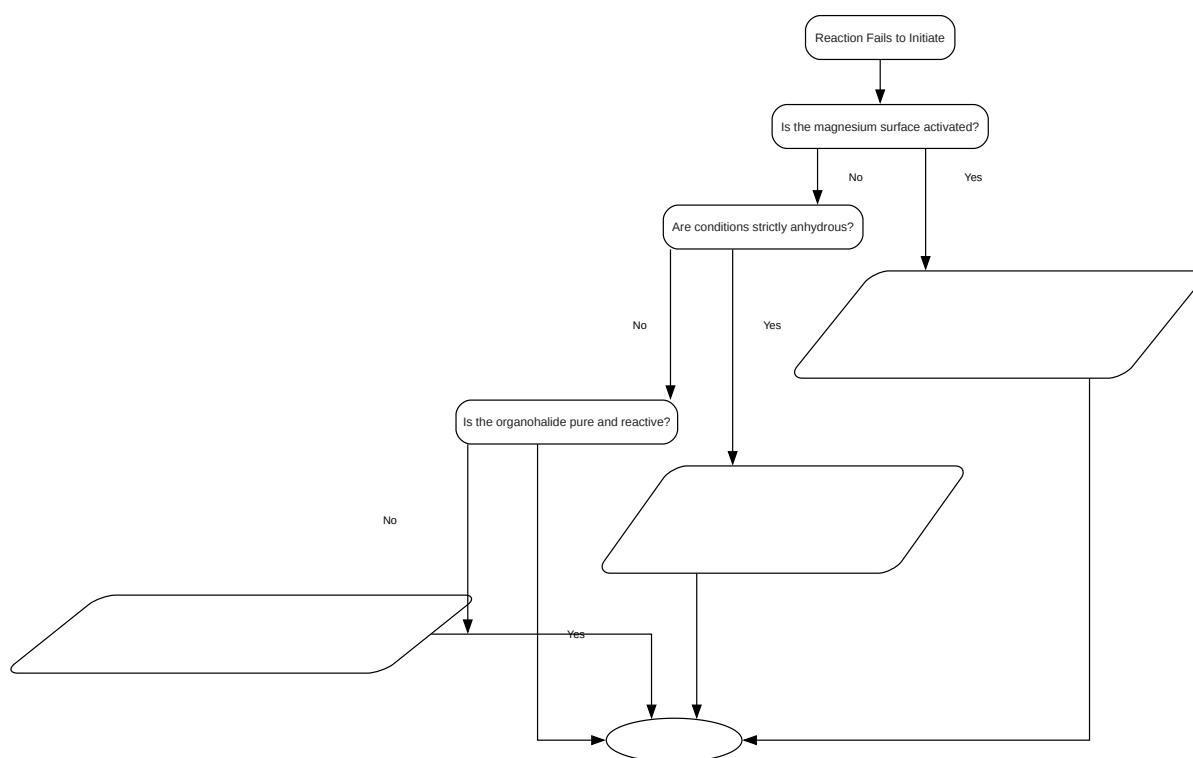 Reaction Fails to Initiate
Is the magnesium surface activated?
No
Yes
Are conditions strictly anhydrous?
No
Yes
Is the organohalide pure and reactive?
No
Yes